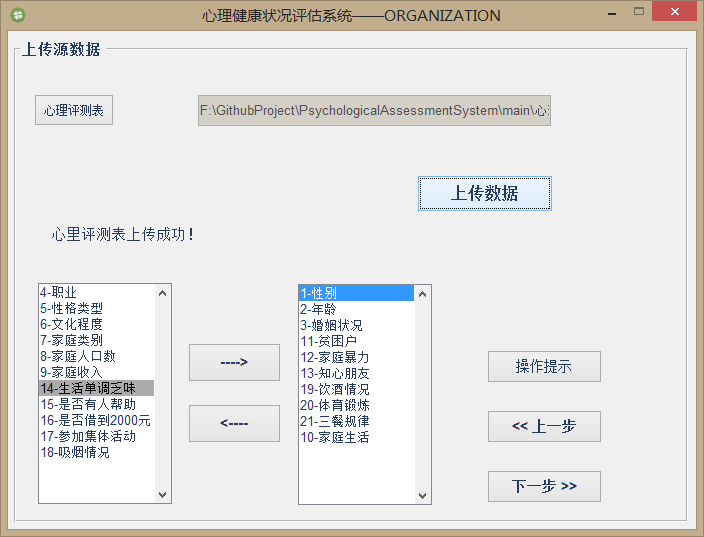 心理健康状况评估系统——ORGANIZATION
上传源数据
心理评测表
F:\GithubProject\PsychologicalAssessmentSystem\main\心
上传数据
心里评测表上传成功！
4-职业
5-性格类型
6-文化程度
7-家庭类别
8-家庭人口数
9-家庭收入
14-生活单调乏味
15-是否有人帮助
16-是否借到2000元
17-参加集体活动
18-吸烟情况
---->
<----
1-性别
2-年龄
3-婚姻状况
11-贫困户
12-家庭暴力
13-知心朋友
19-饮酒情况
20-体育锻炼
21-三餐规律
10-家庭生活
操作提示
<< 上一步
下一步 >>